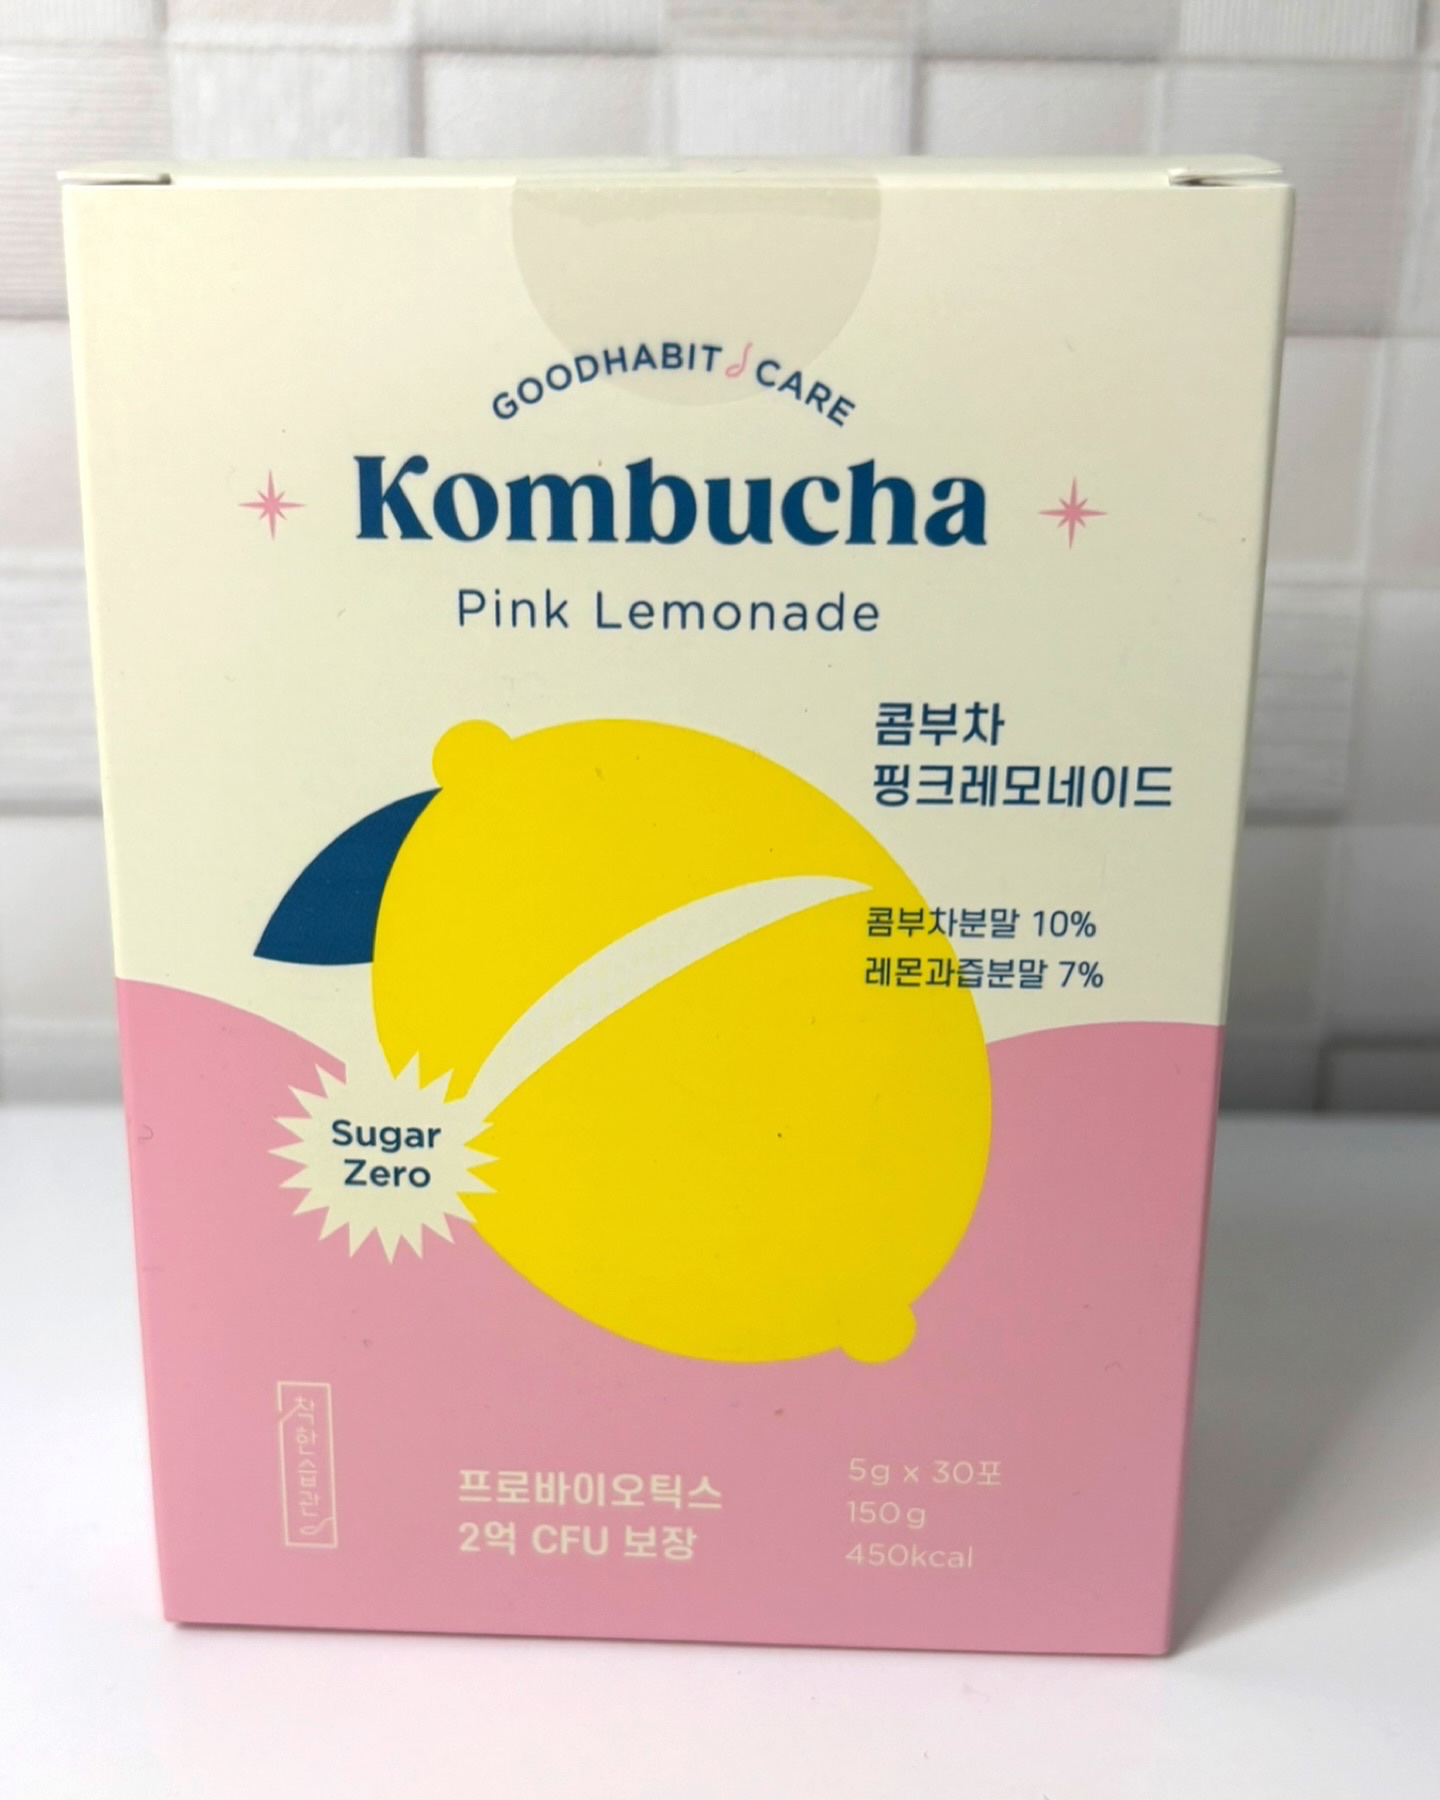 GOODHABIT CARE
Kombucha
Pink Lemonade
콤부차
핑크레모네이드
콤부차분말 10%
레몬과즙분말 7%
Sugar
Zero
착한습관
프로바이오틱스
2억 CFU 보장
5g x 30포
150g
450kcal